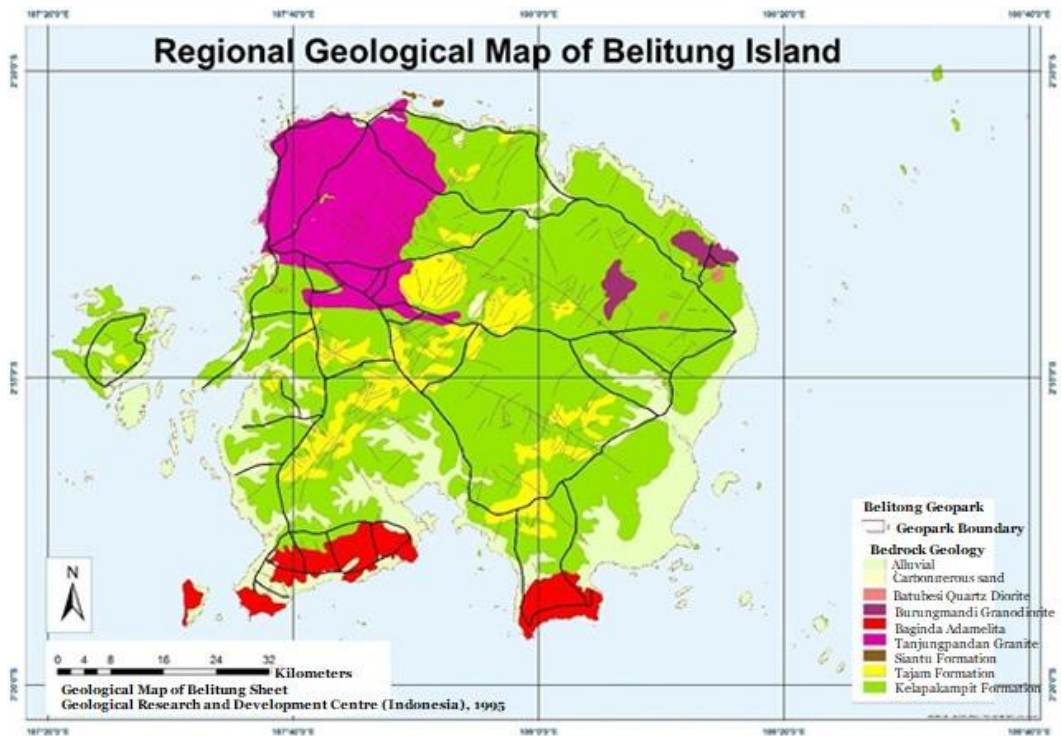 Regional Geological Map of Belitung Island
N
0 4 8 16 24 32
Kilometers
Geological Map of Belitung Sheet
Geological Research and Development Centre (Indonesia), 1995
Belitong Geopark
Geopark Boundary
Bedrock Geology
Alluvial
Carboniferous sand
Batubesi Quartz Diorite
Burungmandi Granodiorite
Baginda Adamelita
Tanjungpandan Granite
Siantu Formation
Tajam Formation
Kelapakampit Formation